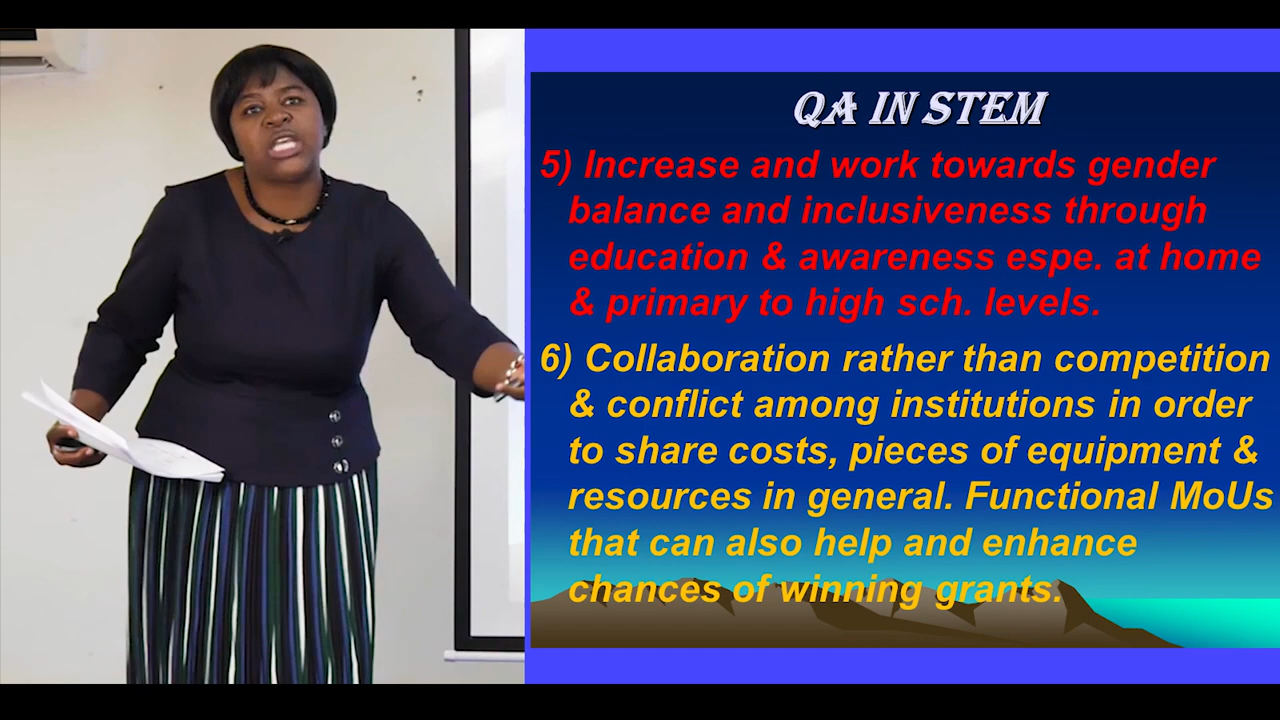 QA IN STEM
5) Increase and work towards gender
balance and inclusiveness through
education & awareness espe. at home
& primary to high sch. levels.
6) Collaboration rather than competition
& conflict among institutions in order
to share costs, pieces of equipment &
resources in general. Functional MoUs
that can also help and enhance
chances of winning grants.